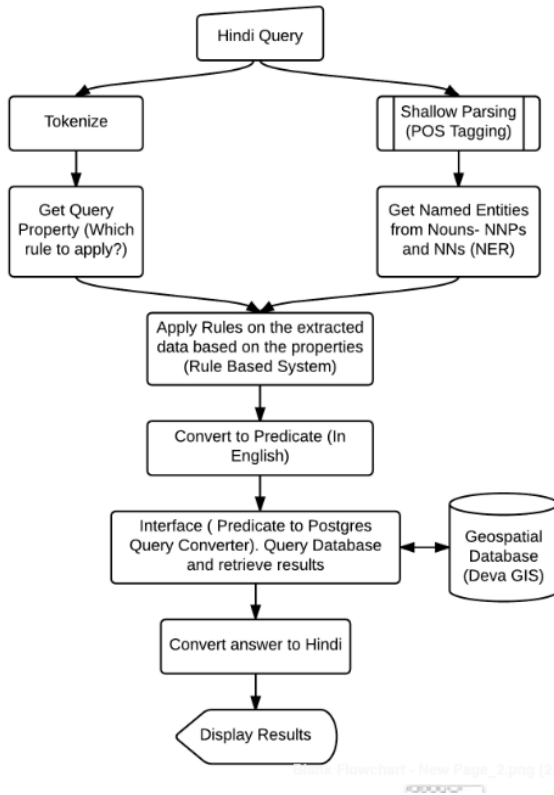 Hindi Query
Tokenize
Shallow Parsing
(POS Tagging)
Get Query
Property (Which
rule to apply?)
Get Named Entities
from Nouns- NNPs
and NNs (NER)
Apply Rules on the extracted
data based on the properties
(Rule Based System)
Convert to Predicate (In
English)
Interface ( Predicate to Postgres
Query Converter). Query Database
and retrieve results
Geospatial
Database
(Deva GIS)
Convert answer to Hindi
Display Results
Flowchart - New Page_2.png